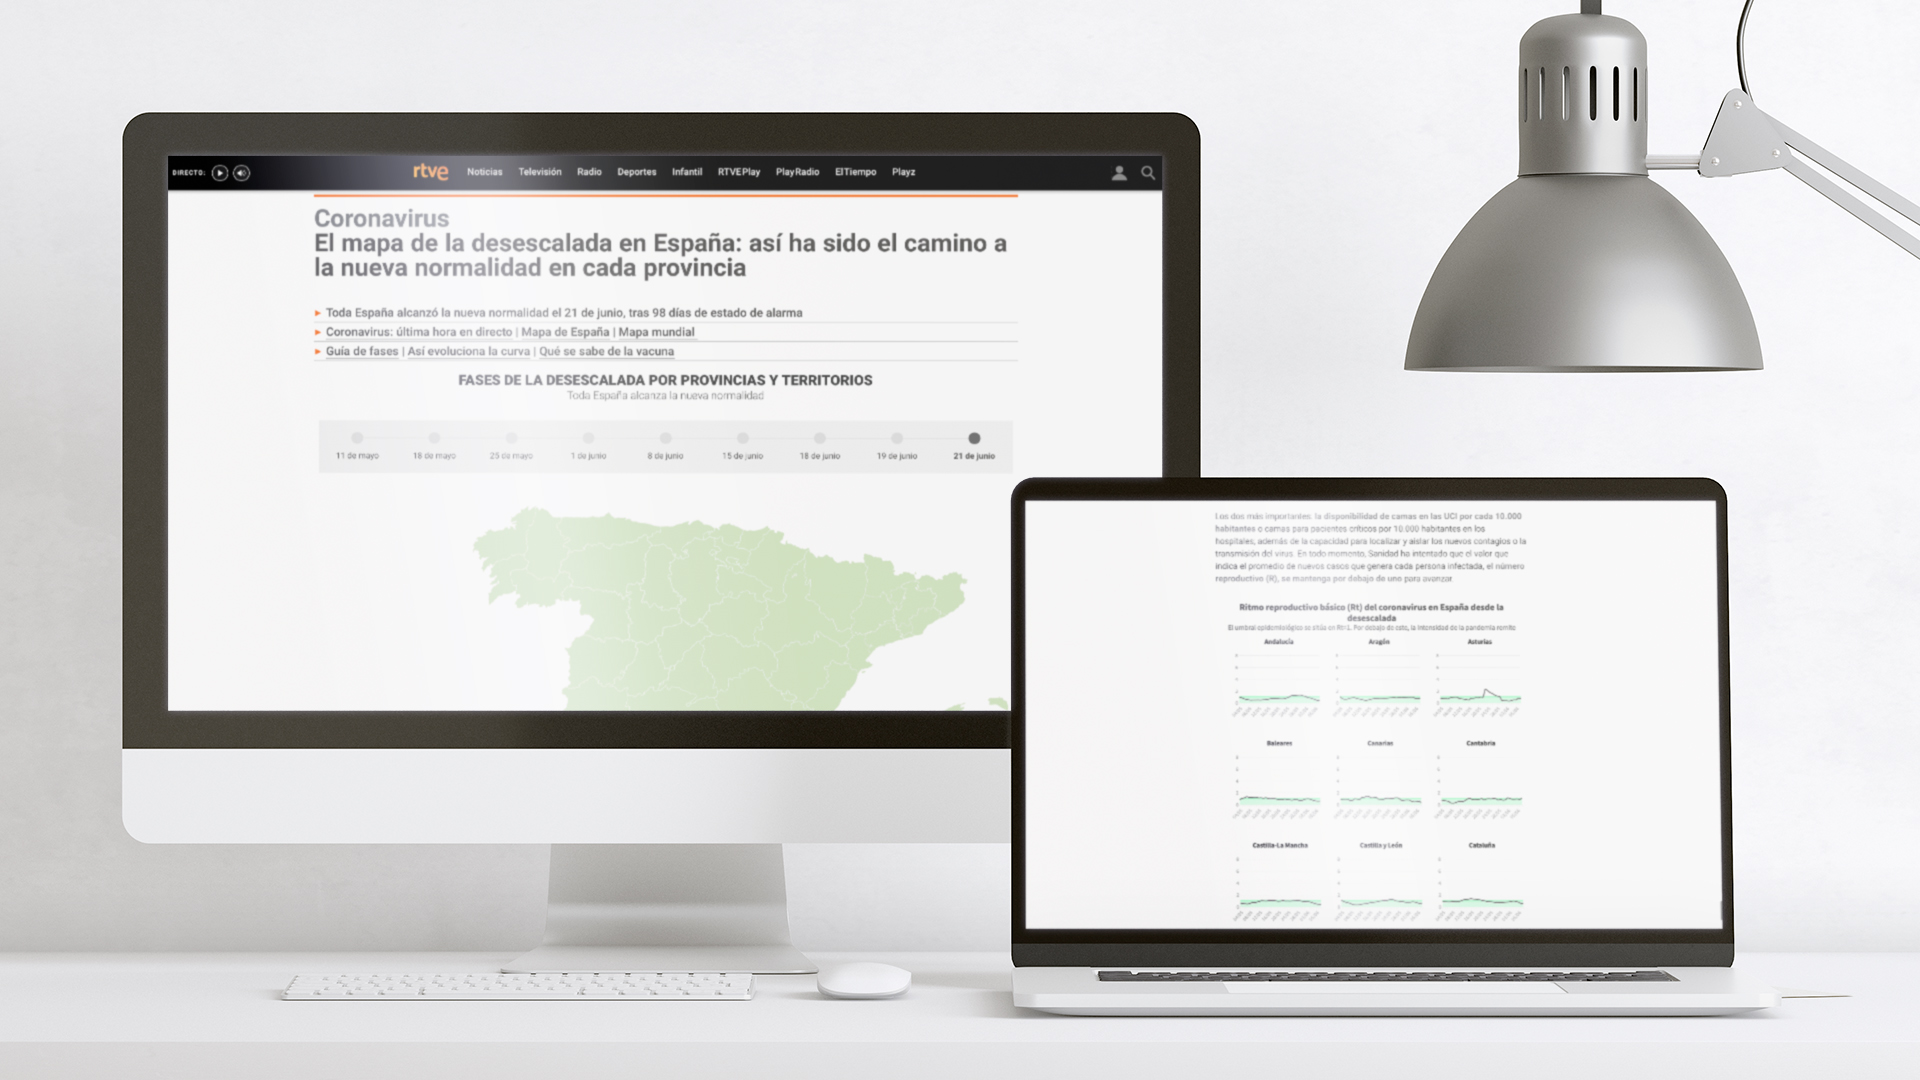 DIRECTO:
rtve Noticias Televisión Radio Deportes Infantil RTVEPlay PlayRadio ElTiempo Playz
Coronavirus
El mapa de la desescalada en España: así ha sido el camino a
la nueva normalidad en cada provincia
Toda España alcanzó la nueva normalidad el 21 de junio, tras 98 días de estado de alarma
Coronavirus: última hora en directo | Mapa de España | Mapa mundial
Guía de fases | Así evoluciona la curva | Qué se sabe de la vacuna
FASES DE LA DESESCALADA POR PROVINCIAS Y TERRITORIOS
Toda España alcanza la nueva normalidad
11 de mayo 18 de mayo 25 de mayo 1 de junio 8 de junio 15 de junio 18 de junio 19 de junio 21 de junio
Los dos más importantes, la disponibilidad de camas en las UCI por cada 10.000
habitantes o camas para pacientes críticos por 10.000 habitantes en los
hospitales, además de la capacidad para localizar y aislar los nuevos contagios o la
transmisión del virus. En todo momento, Sanidad ha intentado que el valor que
indica el promedio de nuevos casos que genera cada persona infectada, el número
reproductivo (R), se mantenga por debajo de uno para avanzar
Ritmo reproductivo básico (Rt) del coronavirus en España desde la
desescalada
El umbral epidemiológico se sitúa en Rt=1. Por debajo de esto, la intensidad de la pandemia remite
Andalucía Aragón Asturias
Baleares Canarias Cantabria
Castilla-La Mancha Castilla y León Cataluña